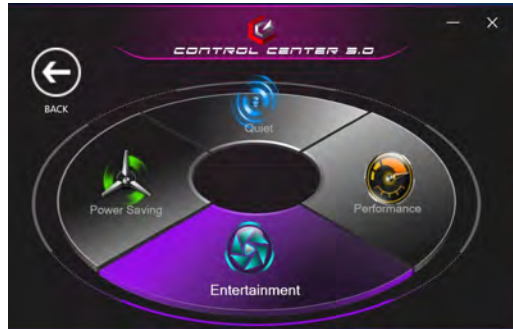 CONTROL CENTER 3.0
BACK
Quiet
Power Saving
Performance
Entertainment